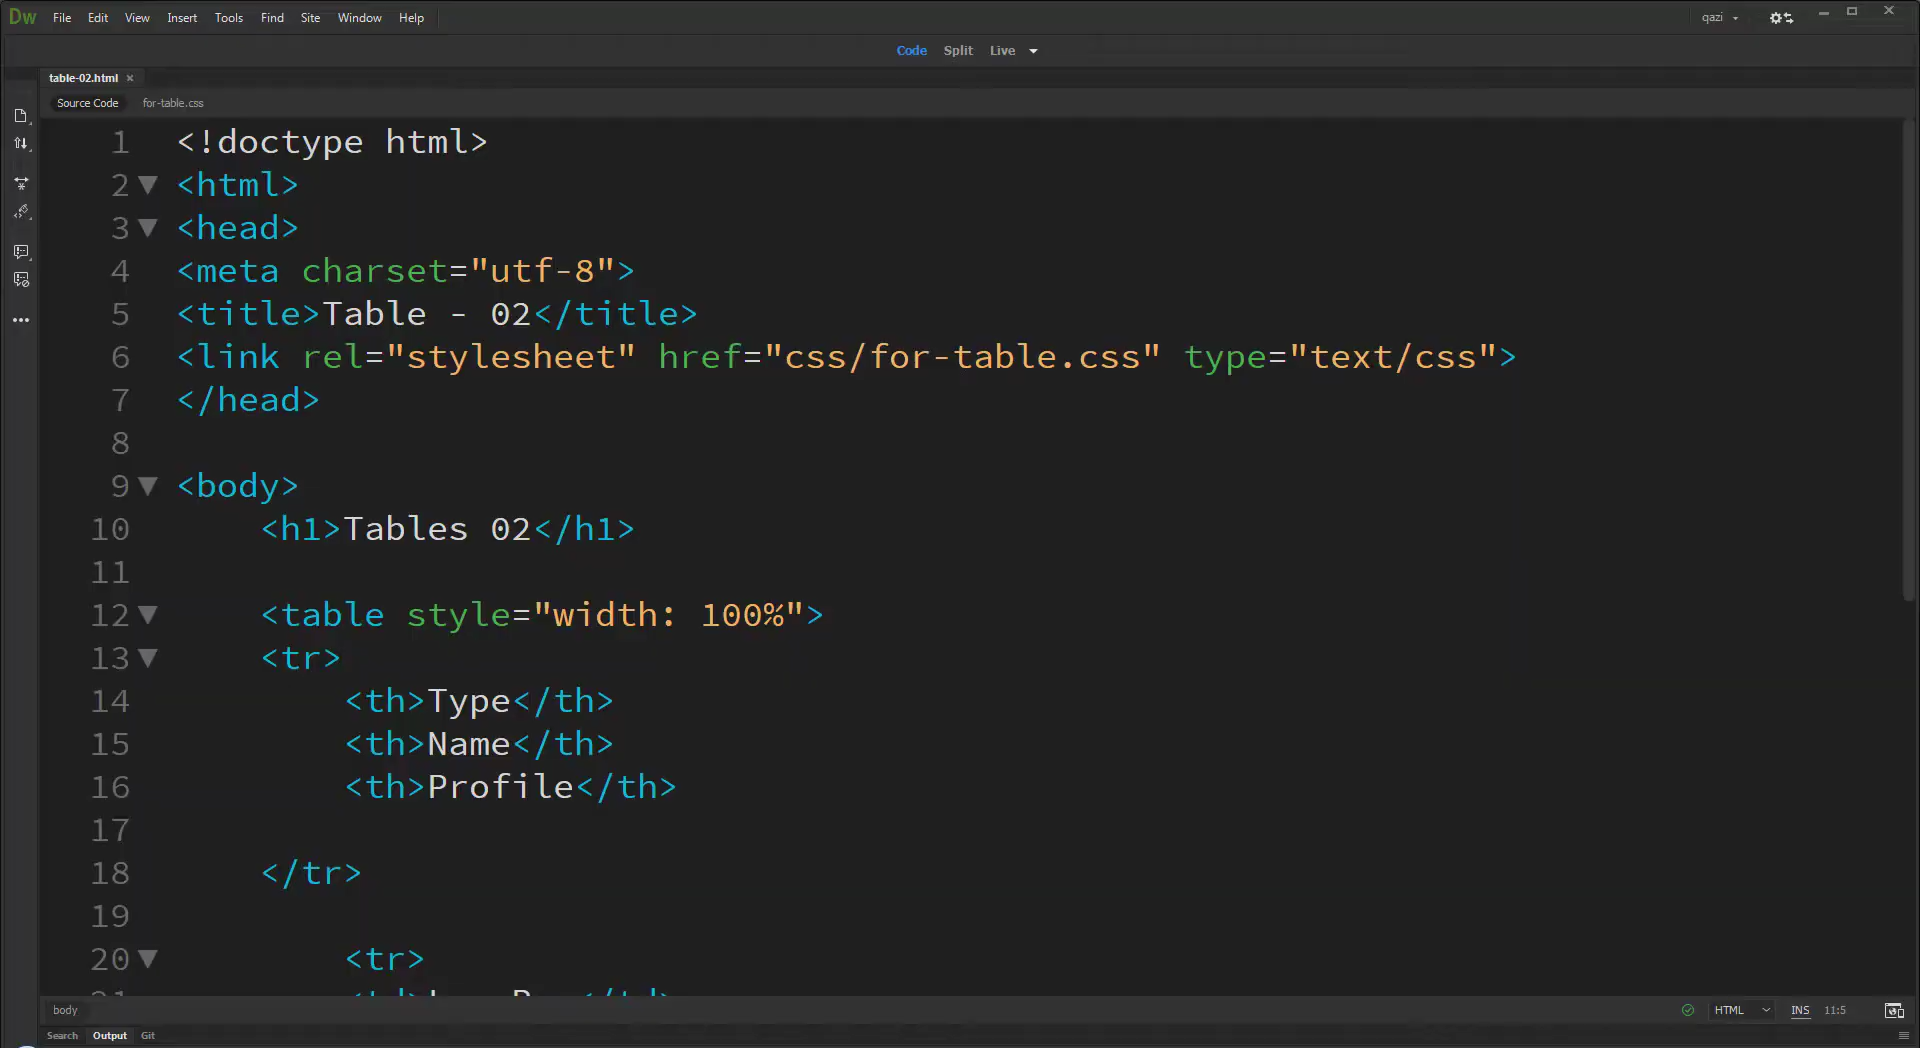 Dw File Edit View Insert Tools Find Site Window Help qazi
Code Split Live
table-02.html ×
Source Code for-table.css
1 <!doctype html>
2 <html>
3 <head>
4 <meta charset="utf-8">
5 <title>Table - 02</title>
6 <link rel="stylesheet" href="css/for-table.css" type="text/css">
7 </head>
8
9 <body>
10 <h1>Tables 02</h1>
11
12 <table style="width: 100%">
13 <tr>
14 <th>Type</th>
15 <th>Name</th>
16 <th>Profile</th>
17
18 </tr>
19
20 <tr>
body HTML INS 11:5
Search Output Git